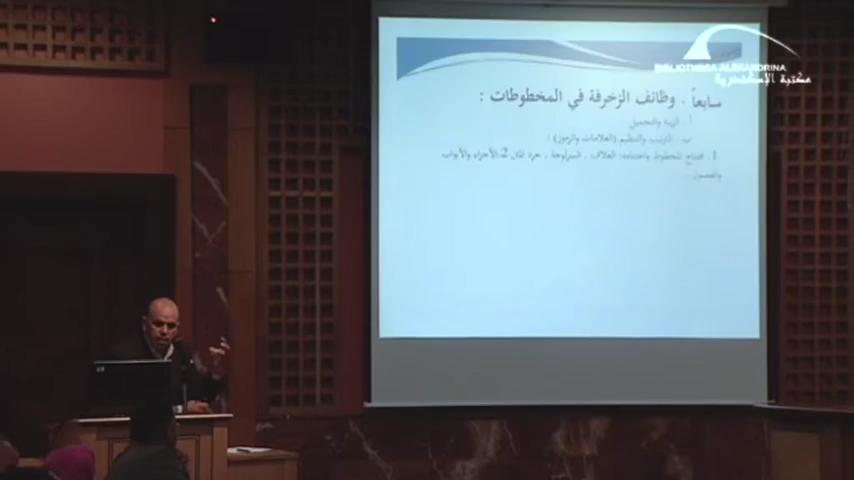 BIBLIOTHECA ALEXANDRINA
مكتبة الإسكندرية
سابعاً . وظائف الزخرفة في المخطوطات :
أ . الزينة والتجميل
ب . الترتيب والتنظيم (العلامات والرموز) :
1. افتتاح المخطوط واختتامه: الغلاف , السرلوحة , حرد المتن 2.الأجزاء والأبواب
والفصول .